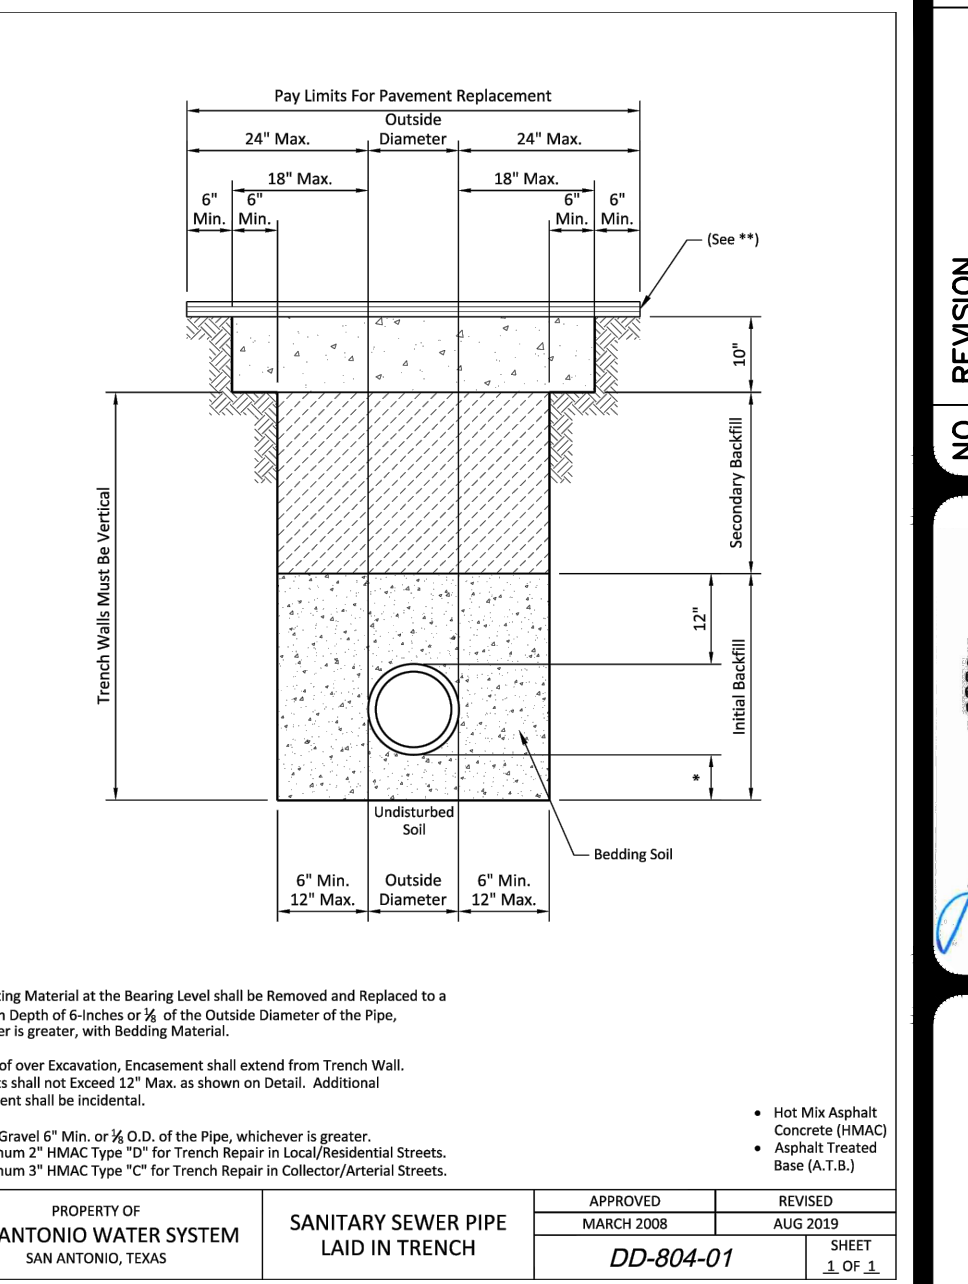 Pay Limits For Pavement Replacement
Outside
Diameter
24" Max.
24" Max.
18" Max.
18" Max.
6"
Min.
6"
Min.
6"
Min.
6"
Min.
(See **)
10"
Secondary Backfill
Trench Walls Must Be Vertical
12"
Initial Backfill
*
Undisturbed
Soil
Bedding Soil
6" Min.
12" Max.
Outside
Diameter
6" Min.
12" Max.
ing Material at the Bearing Level shall be Removed and Replaced to a
Depth of 6-Inches or ⅛ of the Outside Diameter of the Pipe,
er is greater, with Bedding Material.
of over Excavation, Encasement shall extend from Trench Wall.
ts shall not Exceed 12" Max. as shown on Detail. Additional
ent shall be incidental.
Gravel 6" Min. or ⅛ O.D. of the Pipe, whichever is greater.
num 2" HMAC Type "D" for Trench Repair in Local/Residential Streets.
num 3" HMAC Type "C" for Trench Repair in Collector/Arterial Streets.
• Hot Mix Asphalt
Concrete (HMAC)
• Asphalt Treated
Base (A.T.B.)
PROPERTY OF
ANTONIO WATER SYSTEM
SAN ANTONIO, TEXAS
SANITARY SEWER PIPE
LAID IN TRENCH
APPROVED
MARCH 2008
REVISED
AUG 2019
DD-804-01
SHEET
1 OF 1
REVISION
NO